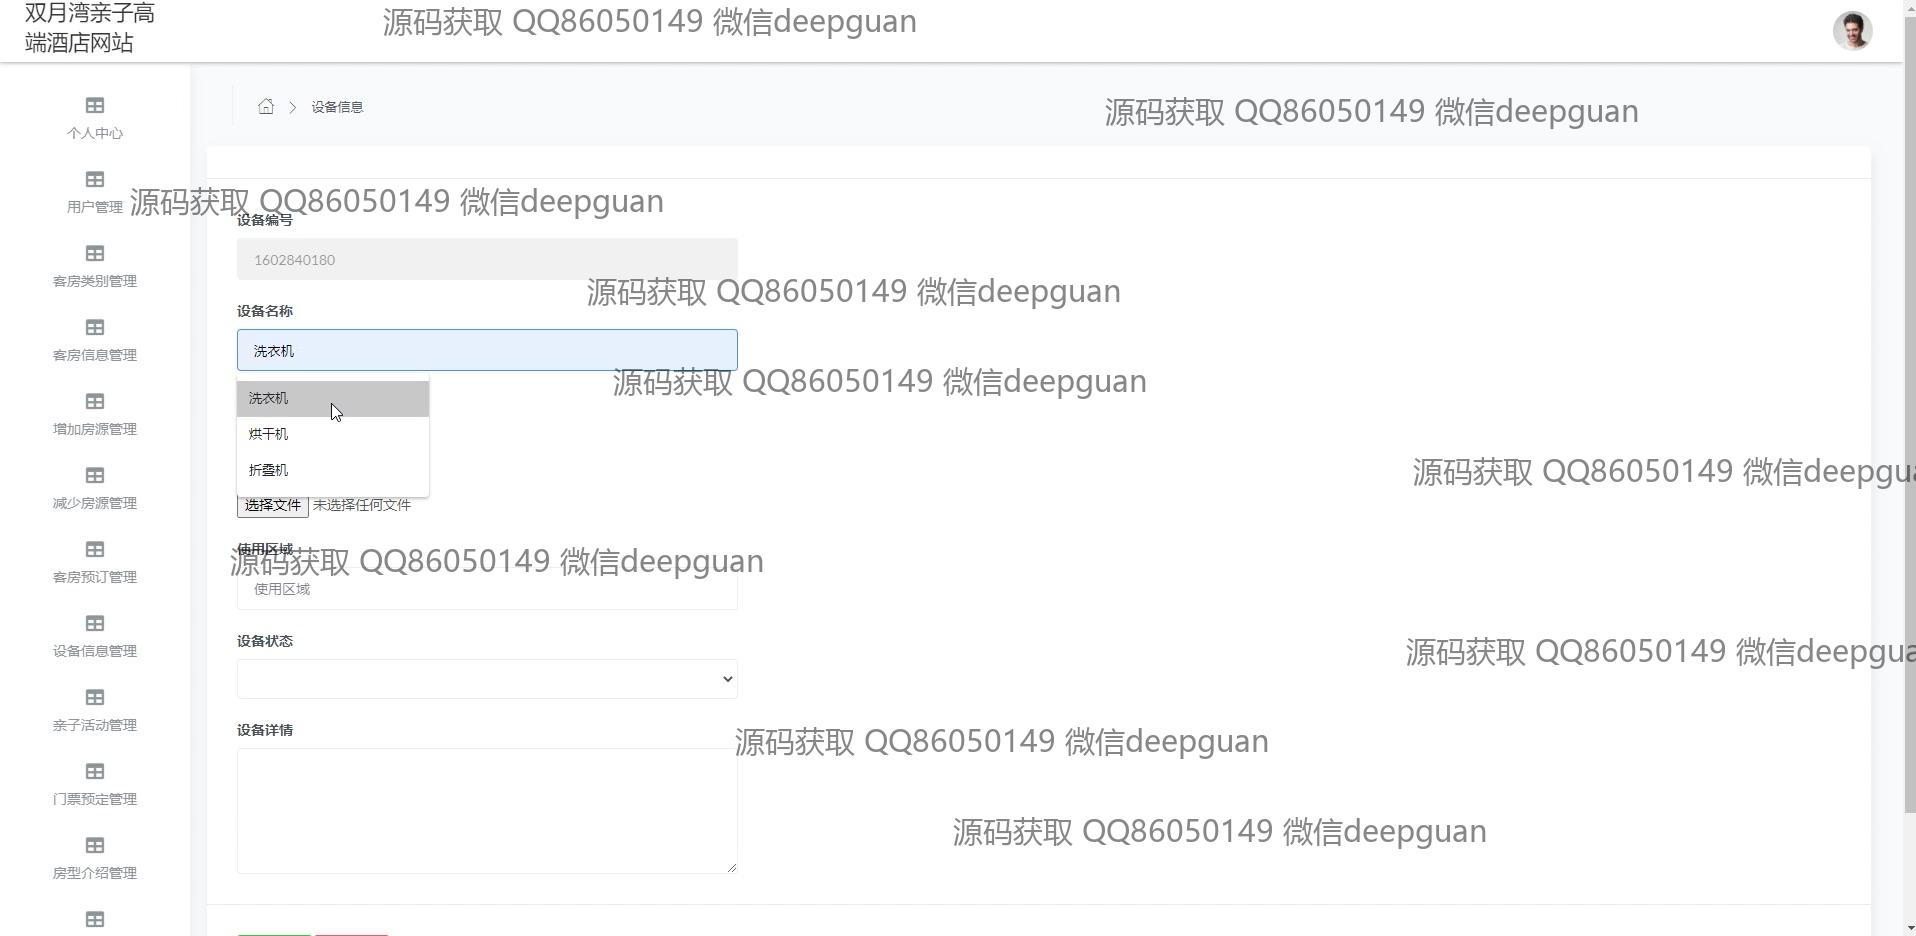 双月湾亲子高
端酒店网站
源码获取 QQ86050149 微信deepguan
设备信息
源码获取 QQ86050149 微信deepguan
个人中心
用户管理
源码获取 QQ86050149 微信deepguan
设备编号
1602840180
客房类别管理
源码获取 QQ86050149 微信deepguan
设备名称
洗衣机
客房信息管理
源码获取 QQ86050149 微信deepguan
洗衣机
烘干机
折叠机
增加房源管理
源码获取 QQ86050149 微信deepgua
减少房源管理
选择文件 未选择任何文件
使用区域
源码获取 QQ86050149 微信deepguan
使用区域
客房预订管理
设备状态
设备信息管理
源码获取 QQ86050149 微信deepgua
亲子活动管理
设备详情
源码获取 QQ86050149 微信deepguan
门票预定管理
源码获取 QQ86050149 微信deepguan
房型介绍管理